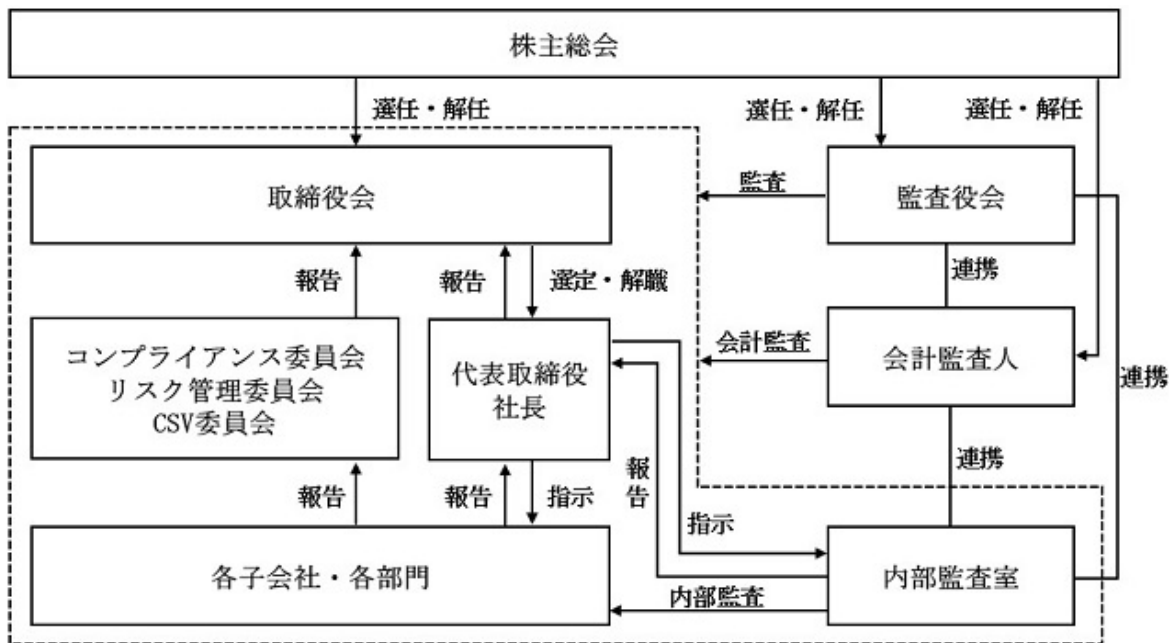 株主総会
選任・解任
選任・解任
選任・解任
取締役会
監査
監査役会
報告
報告
選定・解職
連携
コンプライアンス委員会
リスク管理委員会
CSV委員会
代表取締役
社長
会計監査
会計監査人
連携
報告
報告
指示
報告
指示
連携
各子会社・各部門
内部監査
内部監査室